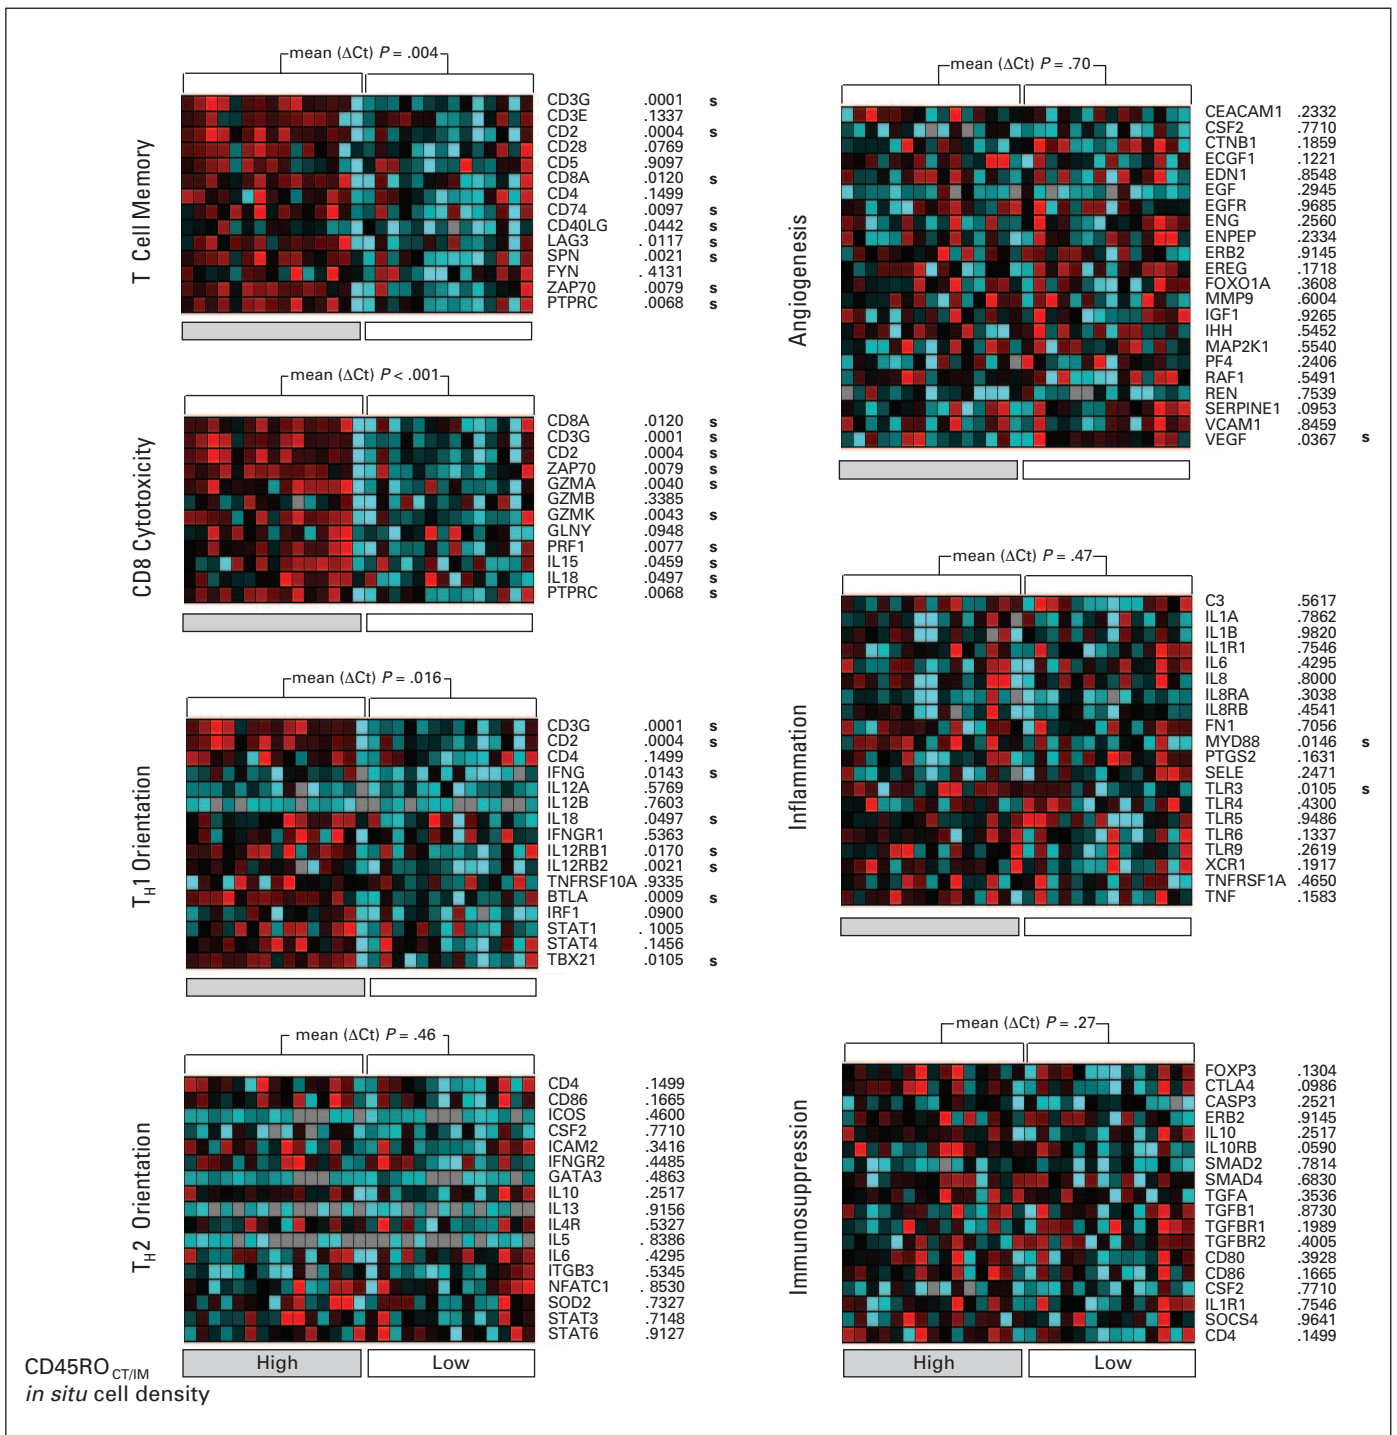 mean (ΔCt) P = .004
T Cell Memory
CD3G .0001 s
CD3E .1337
CD2 .0004 s
CD28 .0769
CD5 .9097
CD8A .0120 s
CD4 .1499
CD74 .0097 s
CD40LG .0442 s
LAG3 . 0117 s
SPN .0021 s
FYN . 4131
ZAP70 .0079 s
PTPRC .0068 s
mean (ΔCt) P < .001
CD8 Cytotoxicity
CD8A .0120 s
CD3G .0001 s
CD2 .0004 s
ZAP70 .0079 s
GZMA .0040 s
GZMB .3385
GZMK .0043 s
GLNY .0948
PRF1 .0077 s
IL15 .0459 s
IL18 .0497 s
PTPRC .0068 s
mean (ΔCt) P = .016
TH1 Orientation
CD3G .0001 s
CD2 .0004 s
CD4 .1499
IFNG .0143 s
IL12A .5769
IL12B .7603
IL18 .0497 s
IFNGR1 .5363
IL12RB1 .0170 s
IL12RB2 .0021 s
TNFRSF10A .9335
BTLA .0009 s
IRF1 .0900
STAT1 . 1005
STAT4 .1456
TBX21 .0105 s
mean (ΔCt) P = .46
TH2 Orientation
CD4 .1499
CD86 .1665
ICOS .4600
CSF2 .7710
ICAM2 .3416
IFNGR2 .4485
GATA3 .4863
IL10 .2517
IL13 .9156
IL4R .5327
IL5 . 8386
IL6 .4295
ITGB3 .5345
NFATC1 . 8530
SOD2 .7327
STAT3 .7148
STAT6 .9127
High Low
CD45RO CT/IM
in situ cell density
mean (ΔCt) P = .70
Angiogenesis
CEACAM1 .2332
CSF2 .7710
CTNB1 .1859
ECGF1 .1221
EDN1 .8548
EGF .2945
EGFR .9685
ENG .2560
ENPEP .2334
ERB2 .9145
EREG .1718
FOXO1A .3608
MMP9 .6004
IGF1 .9265
IHH .5452
MAP2K1 .5540
PF4 .2406
RAF1 .5491
REN .7539
SERPINE1 .0953
VCAM1 .8459
VEGF .0367 s
mean (ΔCt) P = .47
Inflammation
C3 .5617
IL1A .7862
IL1B .9820
IL1R1 .7546
IL6 .4295
IL8 .8000
IL8RA .3038
IL8RB .4541
FN1 .7056
MYD88 .0146 s
PTGS2 .1631
SELE .2471
TLR3 .0105 s
TLR4 .4300
TLR5 .9486
TLR6 .1337
TLR9 .2619
XCR1 .1917
TNFRSF1A .4650
TNF .1583
mean (ΔCt) P = .27
Immunosuppression
FOXP3 .1304
CTLA4 .0986
CASP3 .2521
ERB2 .9145
IL10 .2517
IL10RB .0590
SMAD2 .7814
SMAD4 .6830
TGFA .3536
TGFB1 .8730
TGFBR1 .1989
TGFBR2 .4005
CD80 .3928
CD86 .1665
CSF2 .7710
IL1R1 .7546
SOCS4 .9641
CD4 .1499
High Low